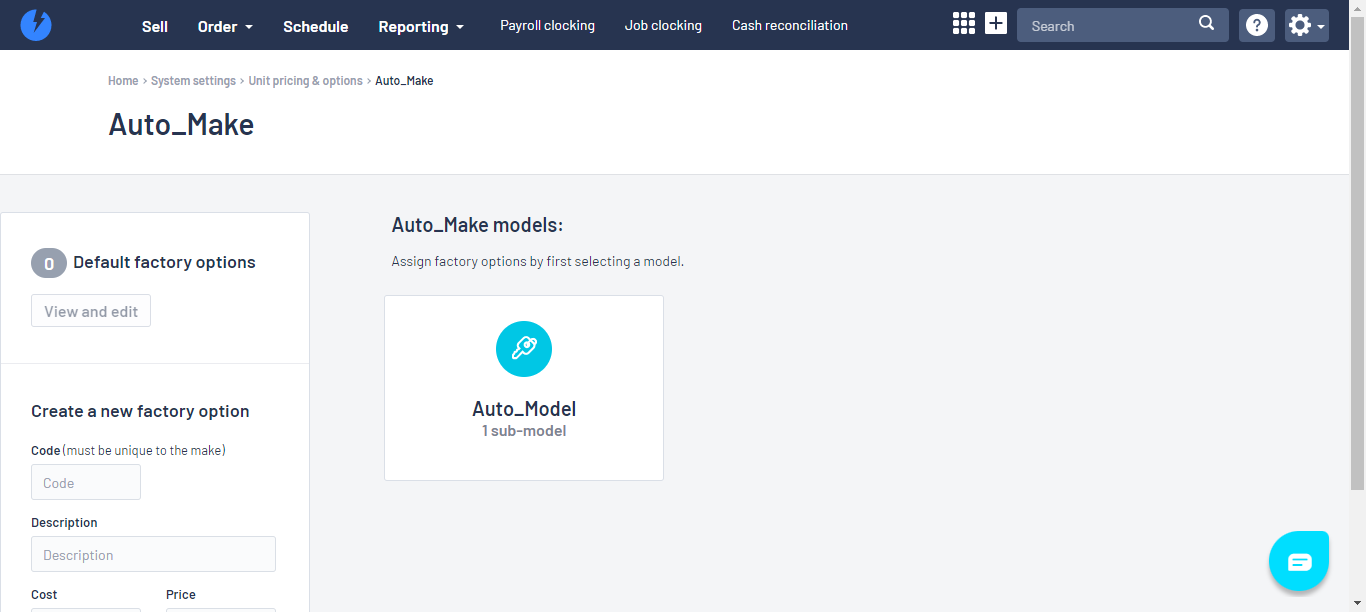 Sell Order Schedule Reporting Payroll clocking Job clocking Cash reconciliation Search
Home › System settings › Unit pricing & options › Auto_Make
Auto_Make
0 Default factory options
View and edit
Create a new factory option
Code (must be unique to the make)
Code
Description
Description
Cost Price
Auto_Make models:
Assign factory options by first selecting a model.
Auto_Model
1 sub-model